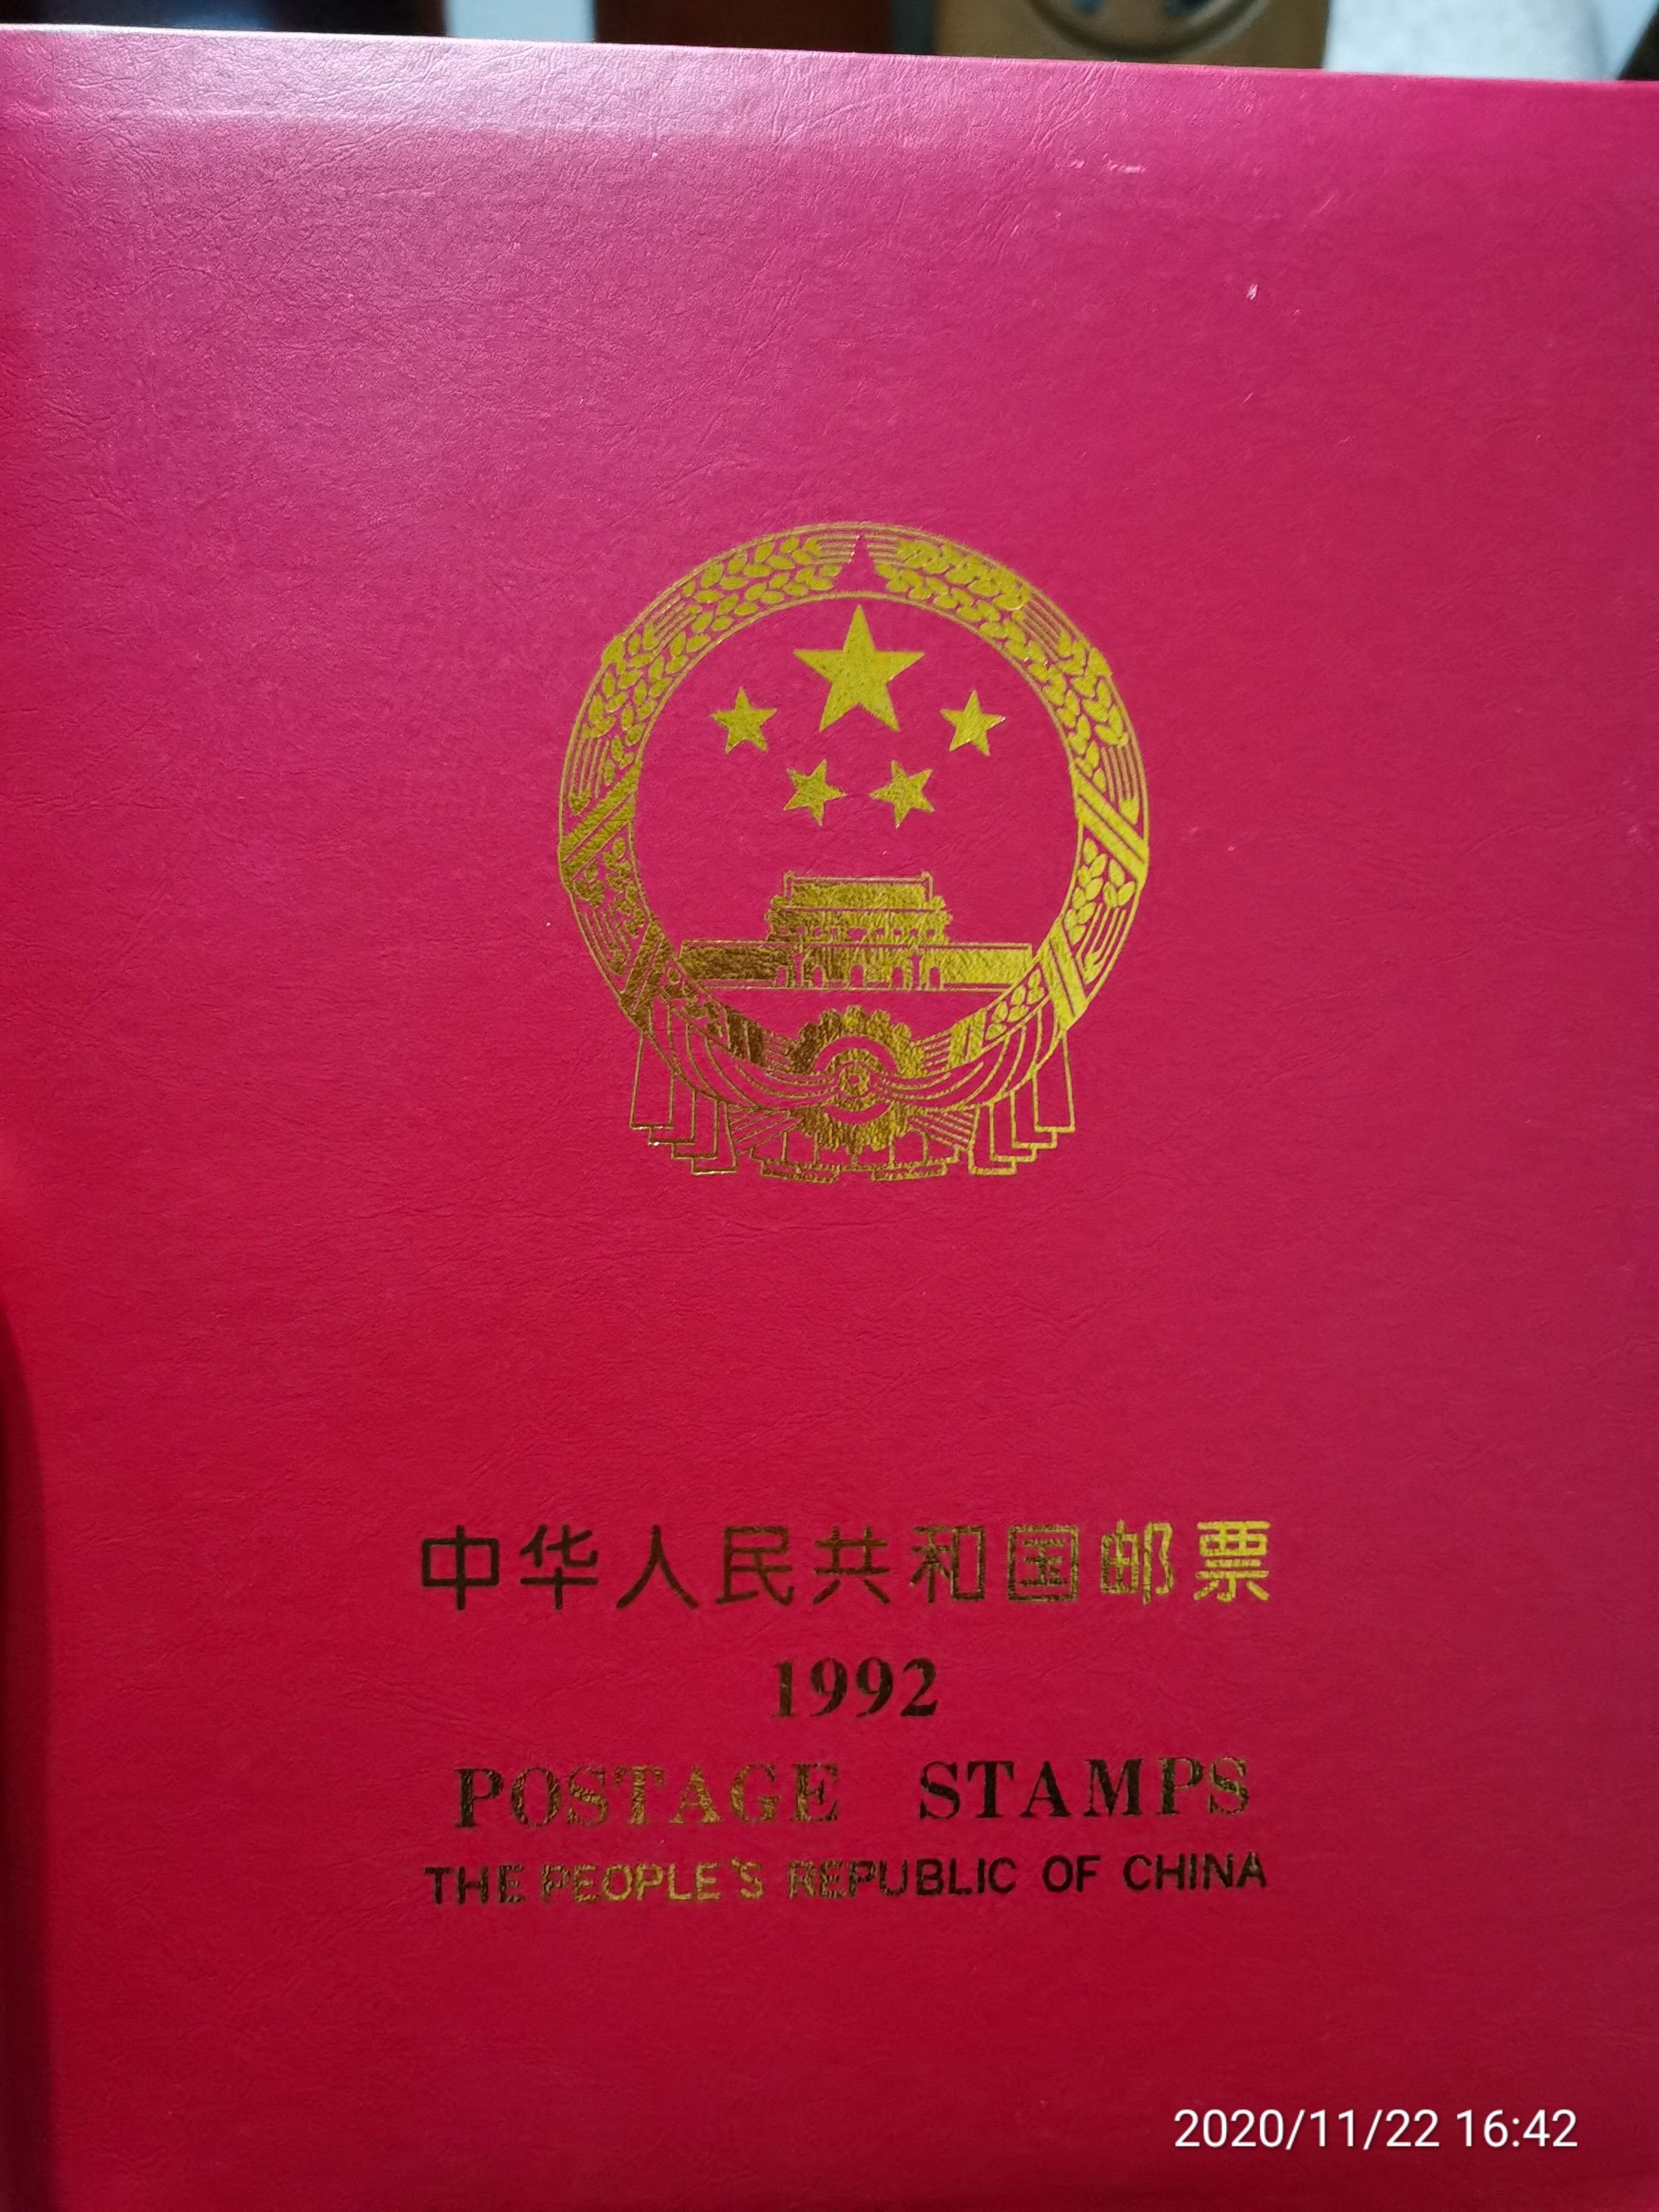 中华人民共和国邮票
1992
POSTAGE STAMPS
THE PEOPLE'S REPUBLIC OF CHINA
2020/11/22 16:42